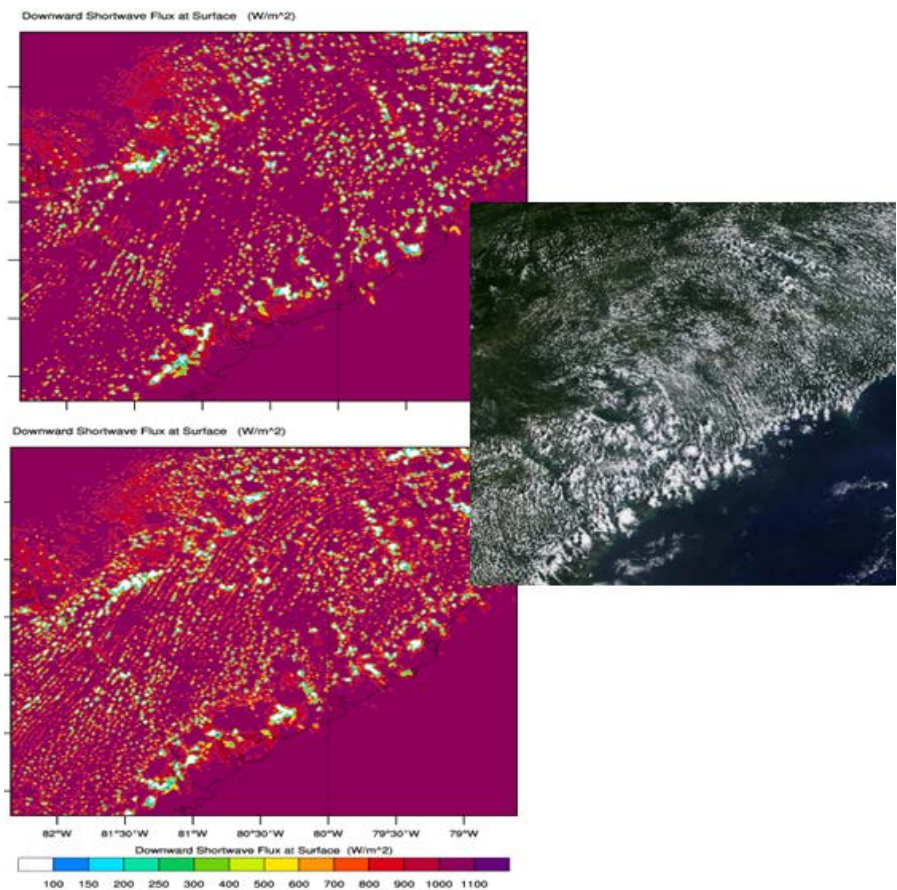 Downward Shortwave Flux at Surface (W/m^2)
Downward Shortwave Flux at Surface (W/m^2)
82°W 81°30'W 81°W 80°30'W 80°W 79°30'W 79°W
Downward Shortwave Flux at Surface (W/m^2)
100 150 200 250 300 400 500 600 700 800 900 1000 1100